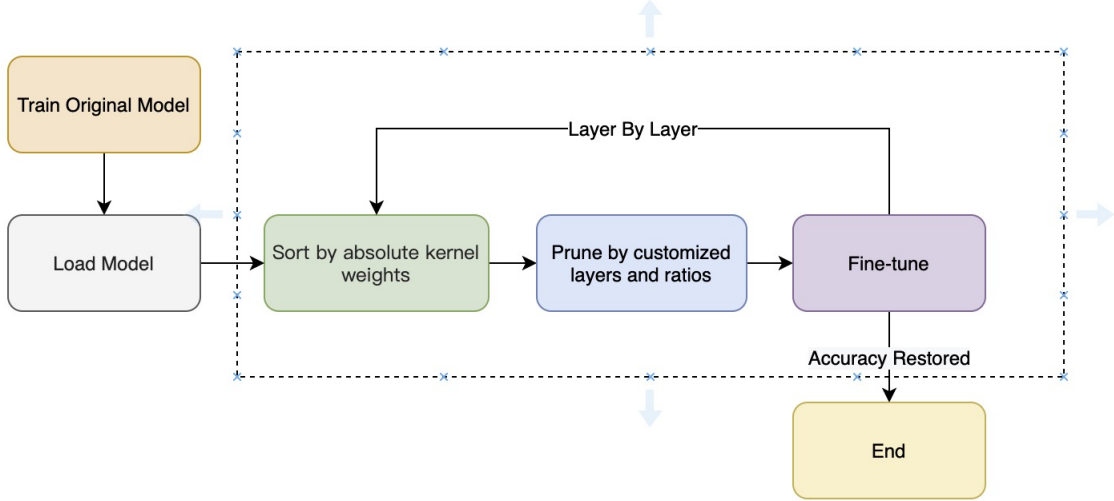 Train Original Model
Layer By Layer
Load Model
Sort by absolute kernel
weights
Prune by customized
layers and ratios
Fine-tune
Accuracy Restored
End